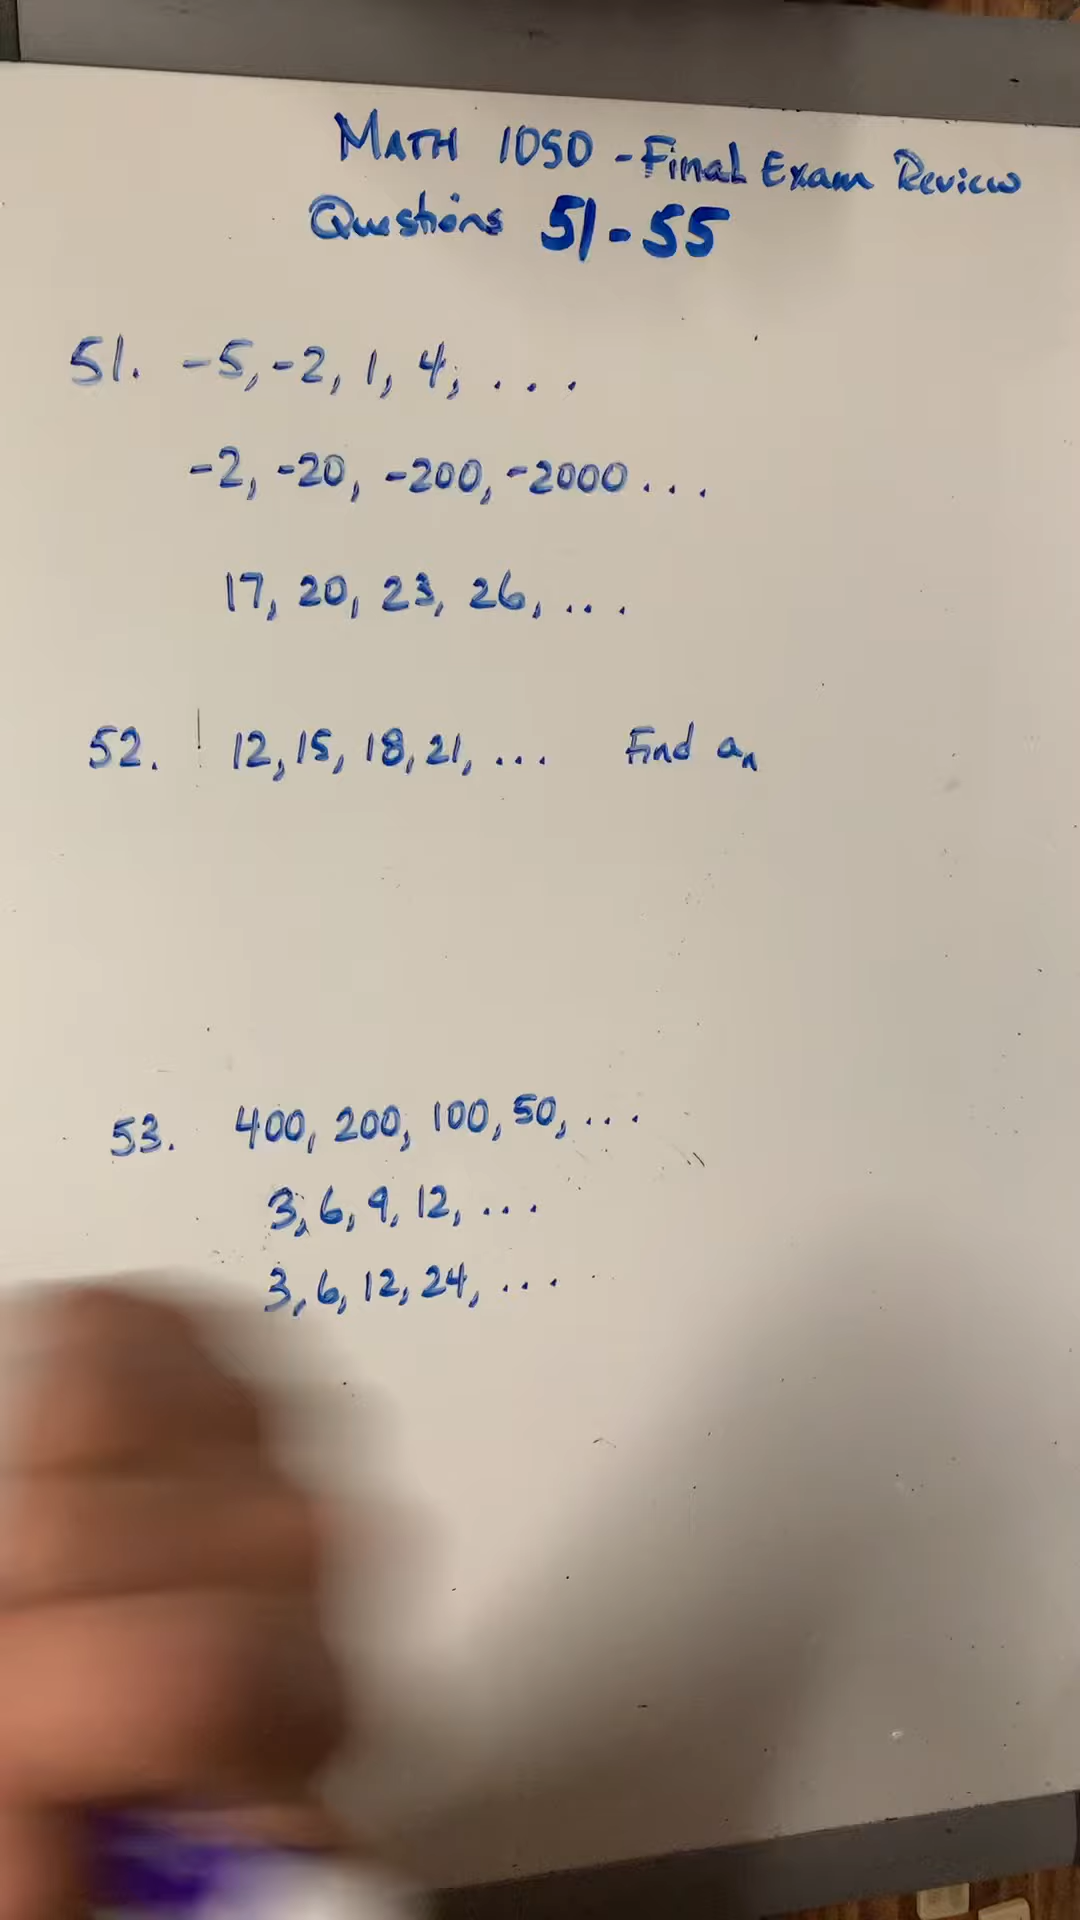 MATH 1050 - Final Exam Review
Questions 51-55
51. -5, -2, 1, 4, ...
-2, -20, -200, -2000 ...
17, 20, 23, 26, ...
52. 12, 15, 18, 21, ... Find an
53. 400, 200, 100, 50, ...
3, 6, 9, 12, ...
3, 6, 12, 24, ...